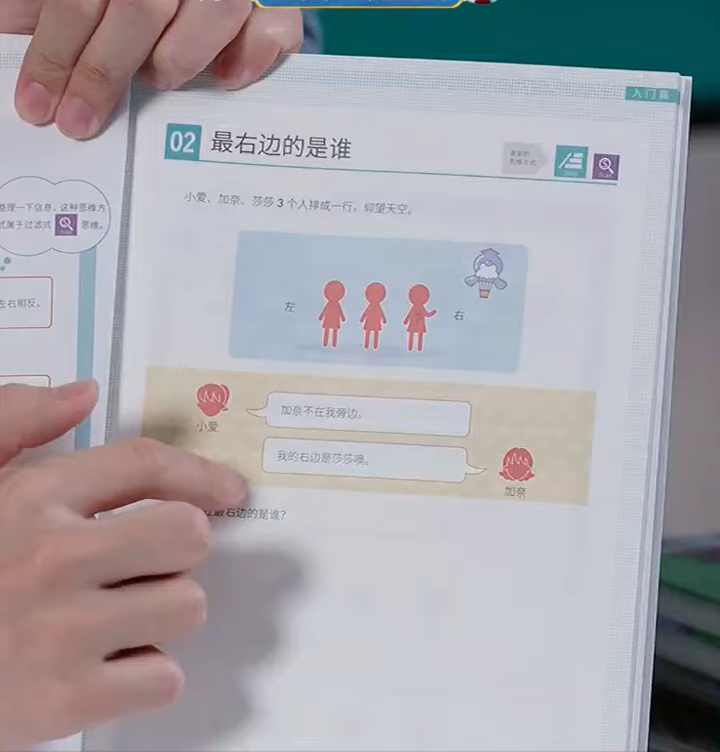 入门篇
02 最右边的是谁
小爱、加奈、莎莎 3 个人排成一行，仰望天空。
左
右
整理一下信息，这种思维方
式属于过滤式 思维。
左右相反。
加奈不在我旁边。
小爱
我的右边是莎莎噢。
加奈
最右边的是谁？